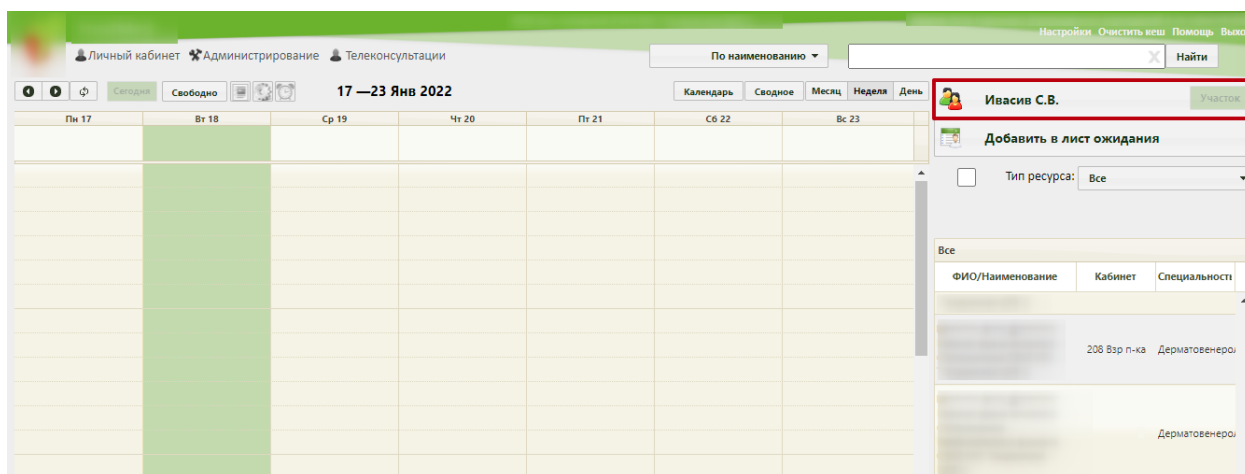 Настройки Очистить кеш Помощь Выхо
Личный кабинет Администрирование Телеконсультации По наименованию X Найти
Сегодня Свободно 17 —23 Янв 2022 Календарь Сводное Месяц Неделя День
Ивасив С.В. Участок
Пн 17 Вт 18 Ср 19 Чт 20 Пт 21 Сб 22 Вс 23
Добавить в лист ожидания
Тип ресурса: Все
Все
ФИО/Наименование Кабинет Специальность
208 Взр п-ка Дерматовенерол
Дерматовенерол